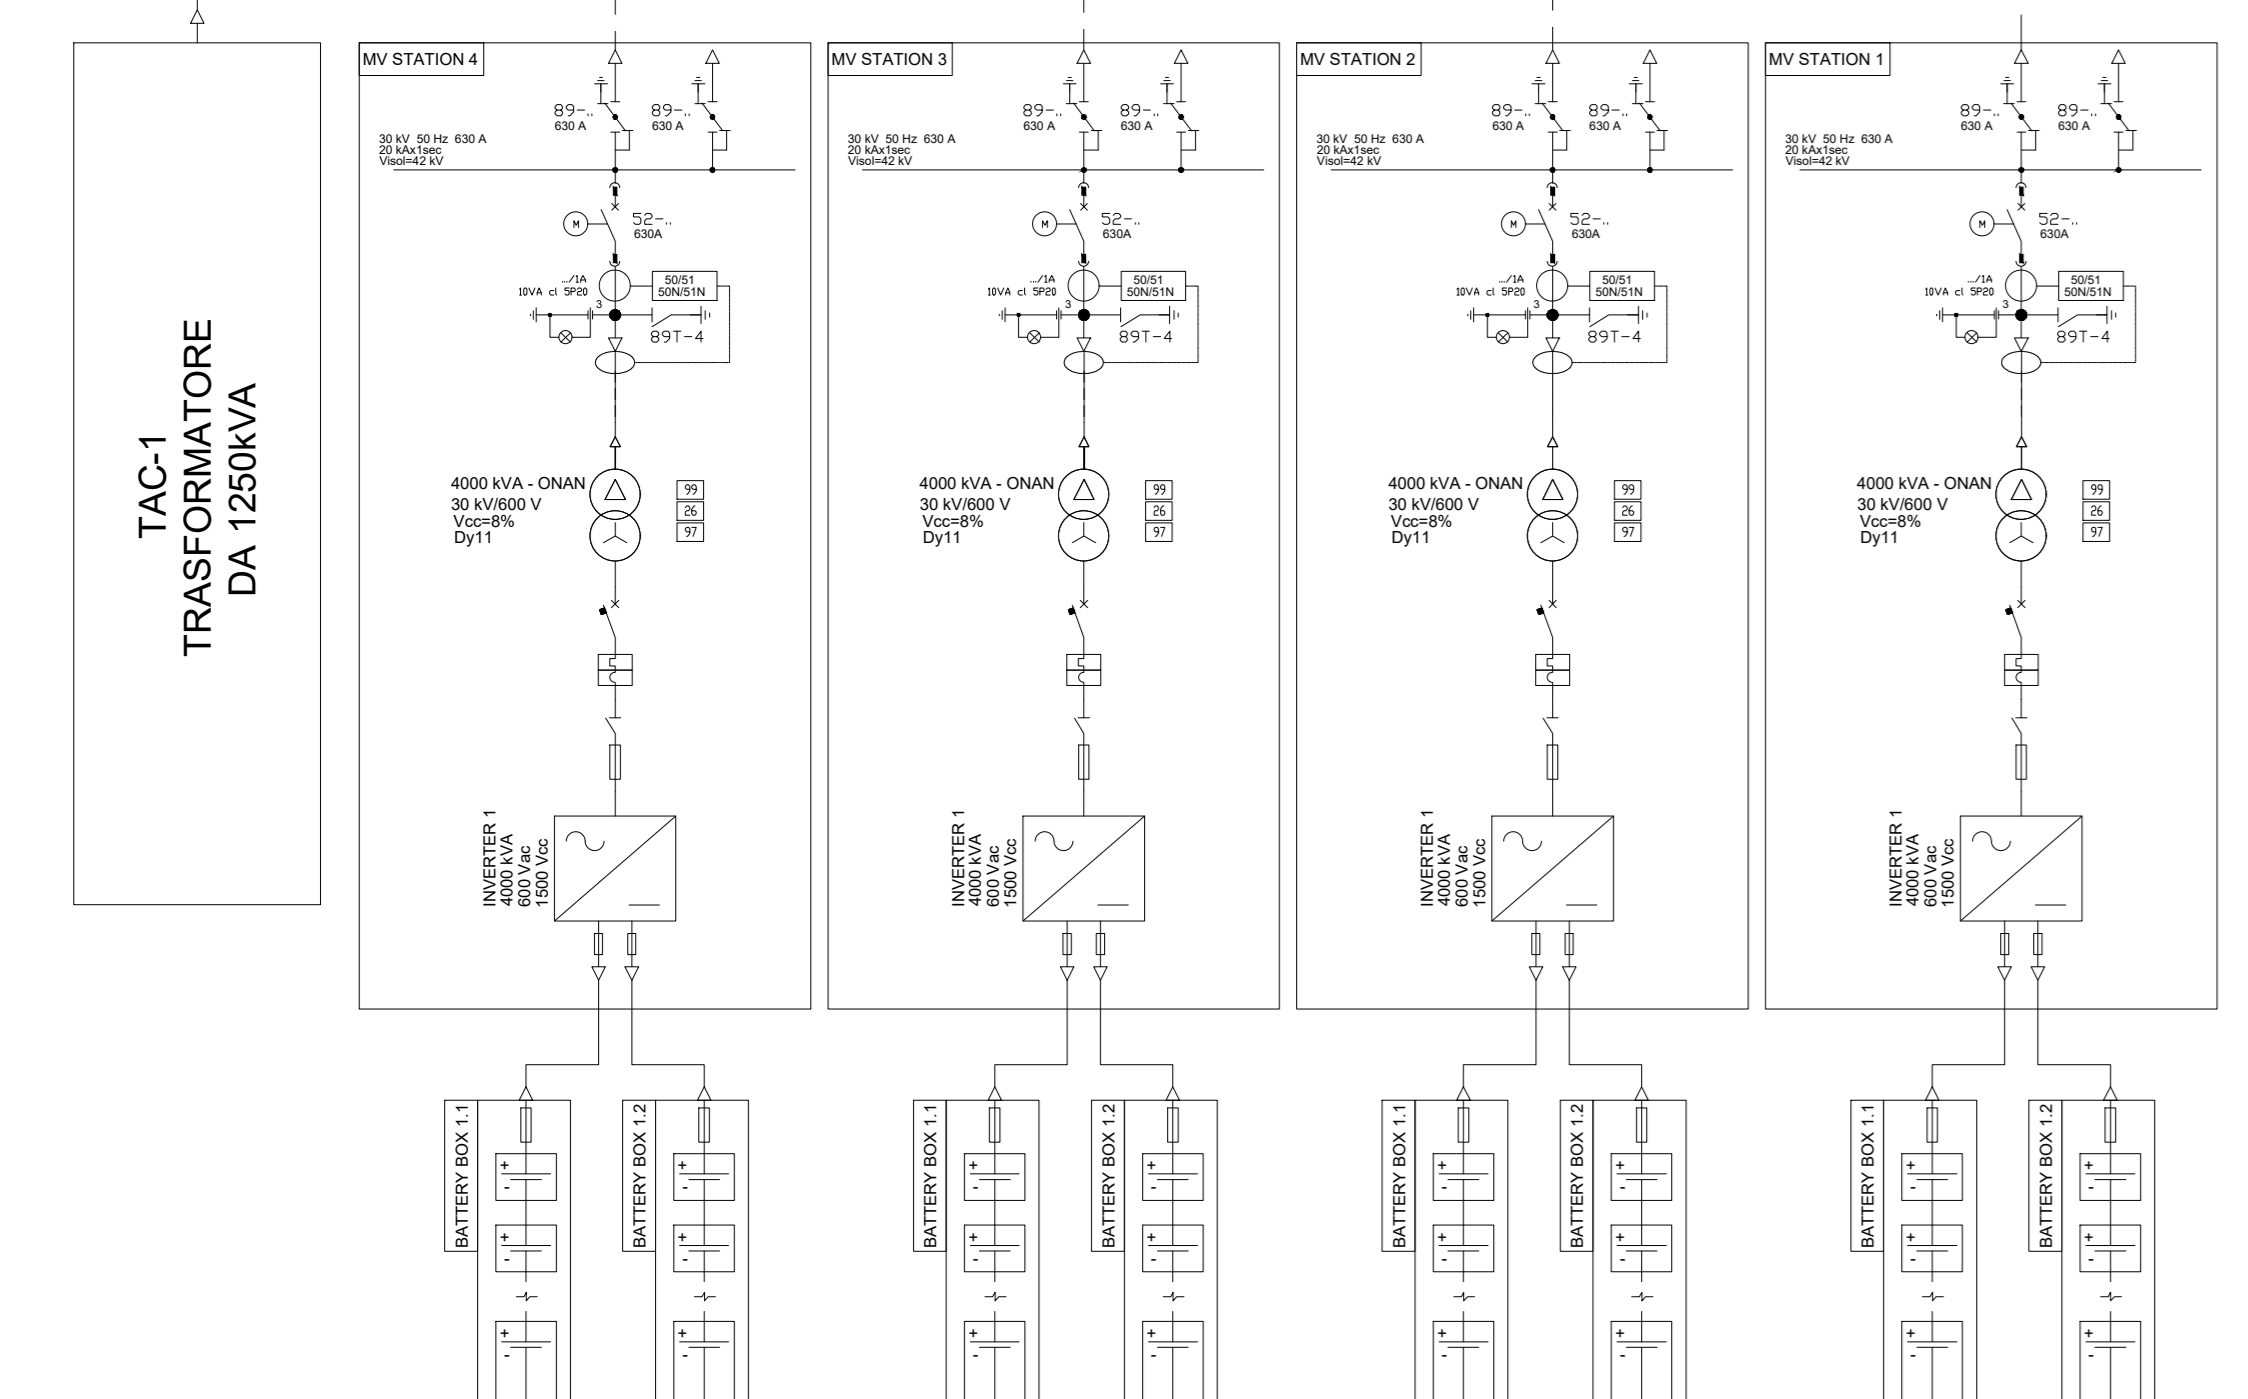 TAC-1
TRASFORMATORE
DA 1250kVA
MV STATION 4
89-..
630 A
89-..
630 A
30 kV 50 Hz 630 A
20 kAx1sec
Visol=42 kV
M
52-..
630A
.../1A
10VA cl 5P20
50/51
50N/51N
3
89T-4
4000 kVA - ONAN
30 kV/600 V
Vcc=8%
Dy11
99
26
97
INVERTER 1
4000 kVA
600 Vac
1500 Vcc
BATTERY BOX 1.1
+
-
+
-
+
-
BATTERY BOX 1.2
+
-
+
-
+
-
MV STATION 3
89-..
630 A
89-..
630 A
30 kV 50 Hz 630 A
20 kAx1sec
Visol=42 kV
M
52-..
630A
.../1A
10VA cl 5P20
50/51
50N/51N
3
89T-4
4000 kVA - ONAN
30 kV/600 V
Vcc=8%
Dy11
99
26
97
INVERTER 1
4000 kVA
600 Vac
1500 Vcc
BATTERY BOX 1.1
+
-
+
-
+
-
BATTERY BOX 1.2
+
-
+
-
+
-
MV STATION 2
89-..
630 A
89-..
630 A
30 kV 50 Hz 630 A
20 kAx1sec
Visol=42 kV
M
52-..
630A
.../1A
10VA cl 5P20
50/51
50N/51N
3
89T-4
4000 kVA - ONAN
30 kV/600 V
Vcc=8%
Dy11
99
26
97
INVERTER 1
4000 kVA
600 Vac
1500 Vcc
BATTERY BOX 1.1
+
-
+
-
+
-
BATTERY BOX 1.2
+
-
+
-
+
-
MV STATION 1
89-..
630 A
89-..
630 A
30 kV 50 Hz 630 A
20 kAx1sec
Visol=42 kV
M
52-..
630A
.../1A
10VA cl 5P20
50/51
50N/51N
3
89T-4
4000 kVA - ONAN
30 kV/600 V
Vcc=8%
Dy11
99
26
97
INVERTER 1
4000 kVA
600 Vac
1500 Vcc
BATTERY BOX 1.1
+
-
+
-
+
-
BATTERY BOX 1.2
+
-
+
-
+
-